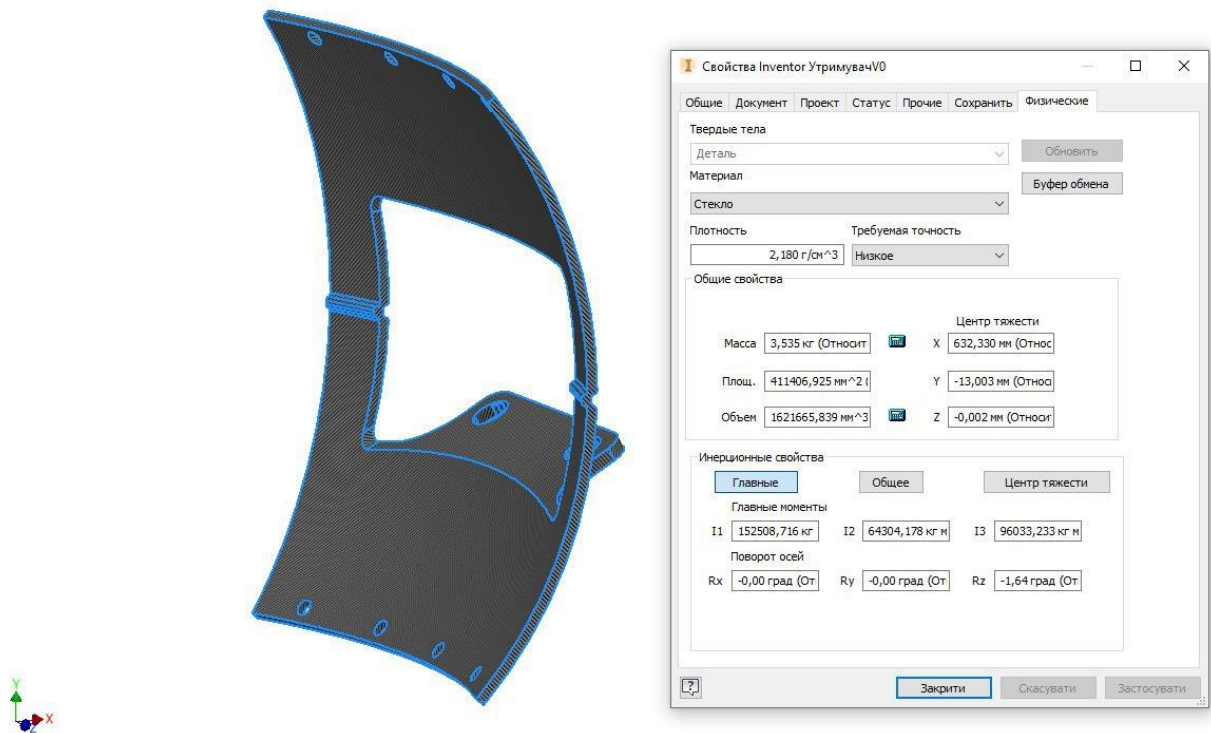 Свойства Inventor УтримувачV0
Общие Документ Проект Статус Прочие Сохранить Физические
Твердые тела
Деталь
Обновить
Материал
Буфер обмена
Стекло
Плотность Требуемая точность
2,180 г/см^3 Низкое
Общие свойства
Центр тяжести
Масса 3,535 кг (Относит X 632,330 мм (Относ
Площ. 411406,925 мм^2 ( Y -13,003 мм (Относи
Объем 1621665,839 мм^3 Z -0,002 мм (Относит
Инерционные свойства
Главные Общее Центр тяжести
Главные моменты
I1 152508,716 кг I2 64304,178 кг м I3 96033,233 кг м
Поворот осей
Rx -0,00 град (От Ry -0,00 град (От Rz -1,64 град (От
? Закрити Скасувати Застосувати
Y
X
Z